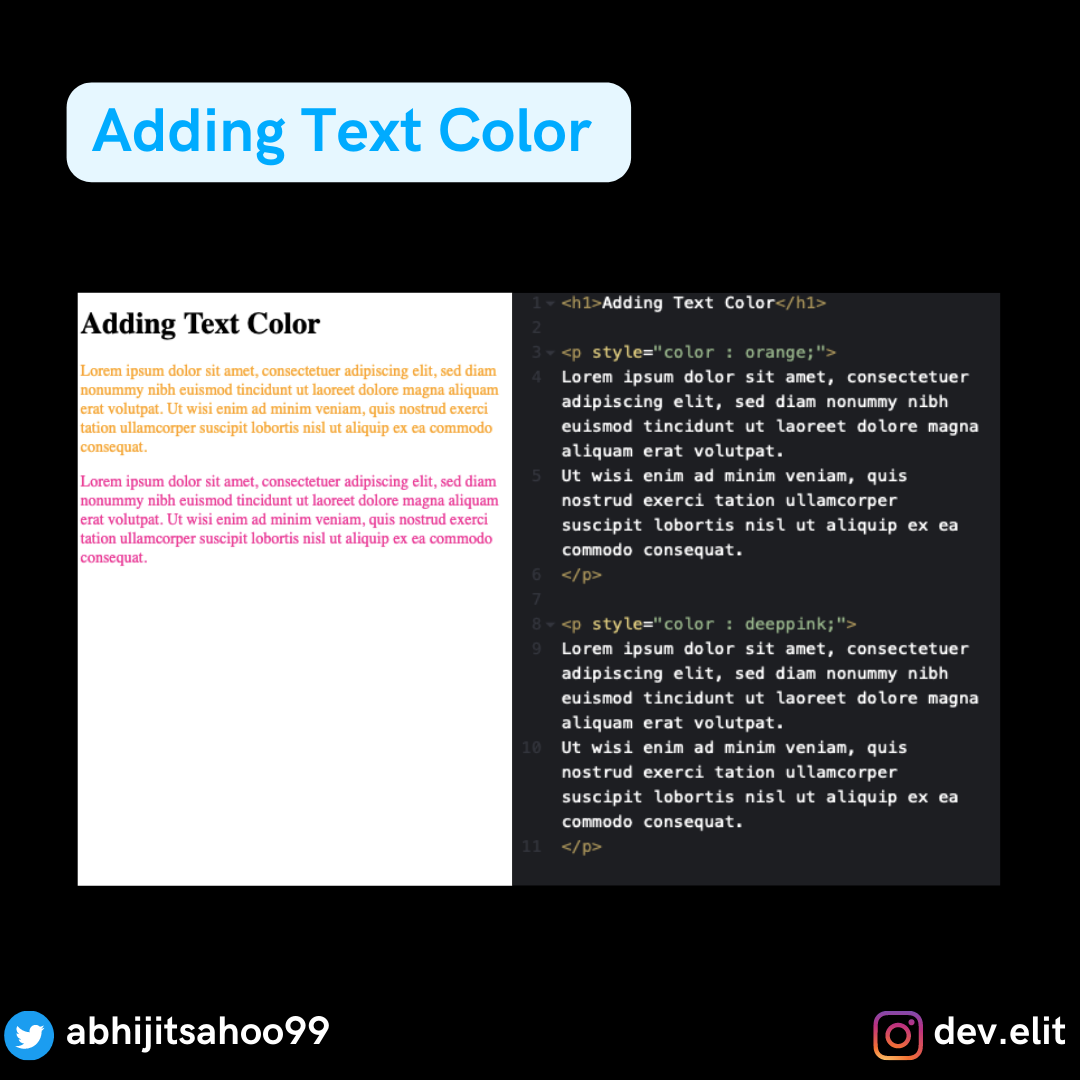 Adding Text Color
Adding Text Color
Lorem ipsum dolor sit amet, consectetuer adipiscing elit, sed diam
nonummy nibh euismod tincidunt ut laoreet dolore magna aliquam
erat volutpat. Ut wisi enim ad minim veniam, quis nostrud exerci
tation ullamcorper suscipit lobortis nisl ut aliquip ex ea commodo
consequat.
Lorem ipsum dolor sit amet, consectetuer adipiscing elit, sed diam
nonummy nibh euismod tincidunt ut laoreet dolore magna aliquam
erat volutpat. Ut wisi enim ad minim veniam, quis nostrud exerci
tation ullamcorper suscipit lobortis nisl ut aliquip ex ea commodo
consequat.
1 <h1>Adding Text Color</h1>
2
3 <p style="color : orange;">
4 Lorem ipsum dolor sit amet, consectetuer
adipiscing elit, sed diam nonummy nibh
euismod tincidunt ut laoreet dolore magna
aliquam erat volutpat.
5 Ut wisi enim ad minim veniam, quis
nostrud exerci tation ullamcorper
suscipit lobortis nisl ut aliquip ex ea
commodo consequat.
6 </p>
7
8 <p style="color : deeppink;">
9 Lorem ipsum dolor sit amet, consectetuer
adipiscing elit, sed diam nonummy nibh
euismod tincidunt ut laoreet dolore magna
aliquam erat volutpat.
10 Ut wisi enim ad minim veniam, quis
nostrud exerci tation ullamcorper
suscipit lobortis nisl ut aliquip ex ea
commodo consequat.
11 </p>
abhijitsahoo99
dev.elit